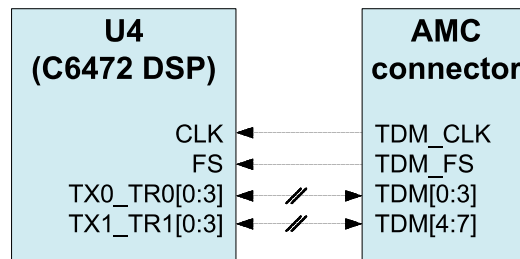 U4
(C6472 DSP)
CLK
FS
TX0_TR0[0:3]
TX1_TR1[0:3]
AMC
connector
TDM_CLK
TDM_FS
TDM[0:3]
TDM[4:7]